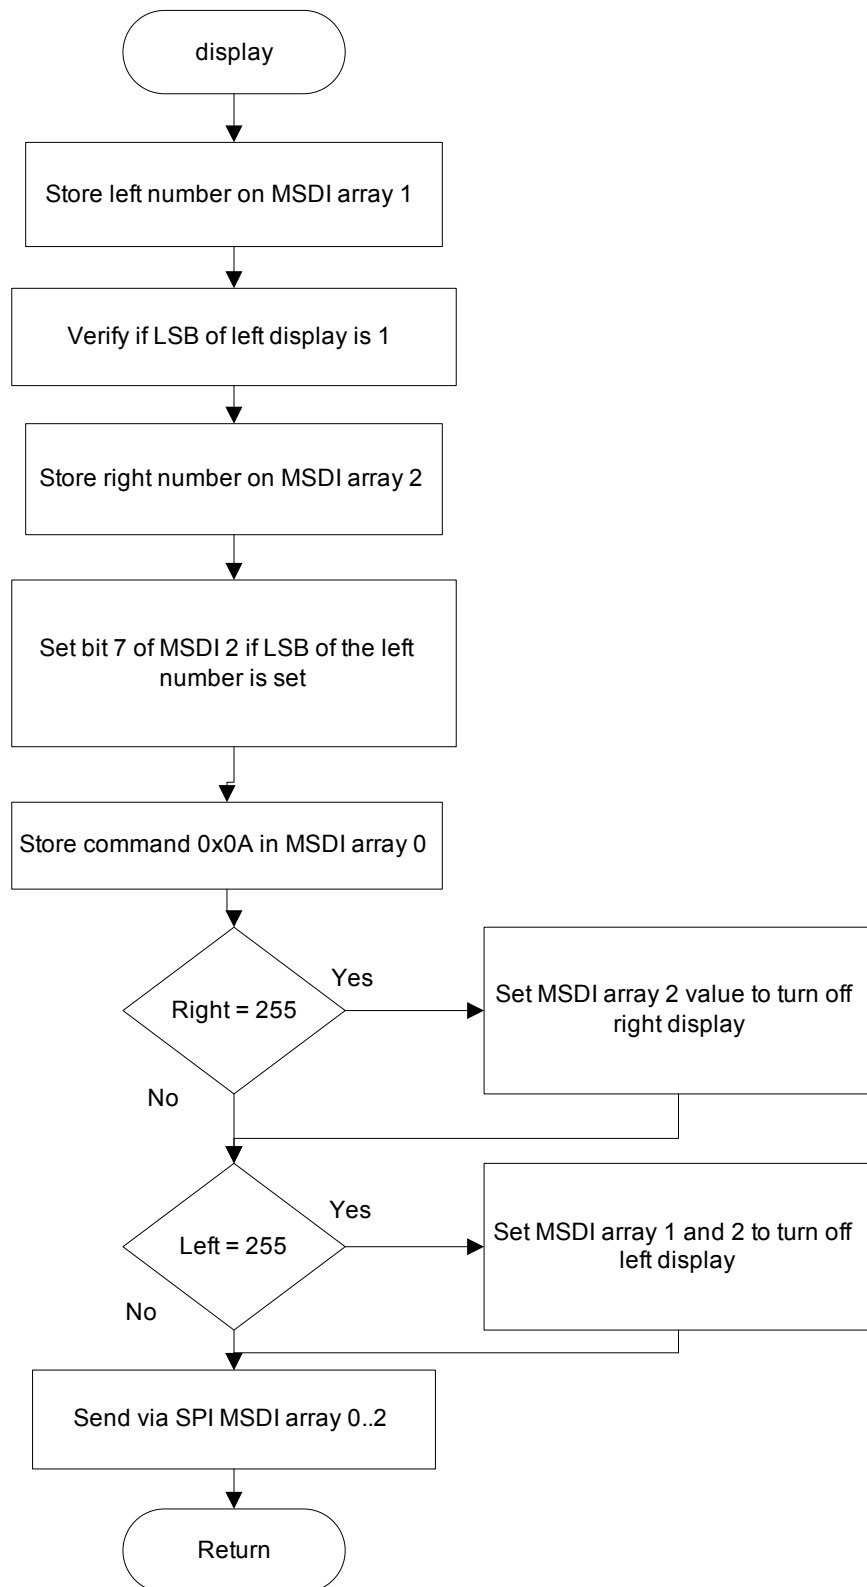 display
Store left number on MSDI array 1
Verify if LSB of left display is 1
Store right number on MSDI array 2
Set bit 7 of MSDI 2 if LSB of the left
number is set
Store command 0x0A in MSDI array 0
Right = 255
Yes
Set MSDI array 2 value to turn off
right display
No
Left = 255
Yes
Set MSDI array 1 and 2 to turn off
left display
No
Send via SPI MSDI array 0..2
Return